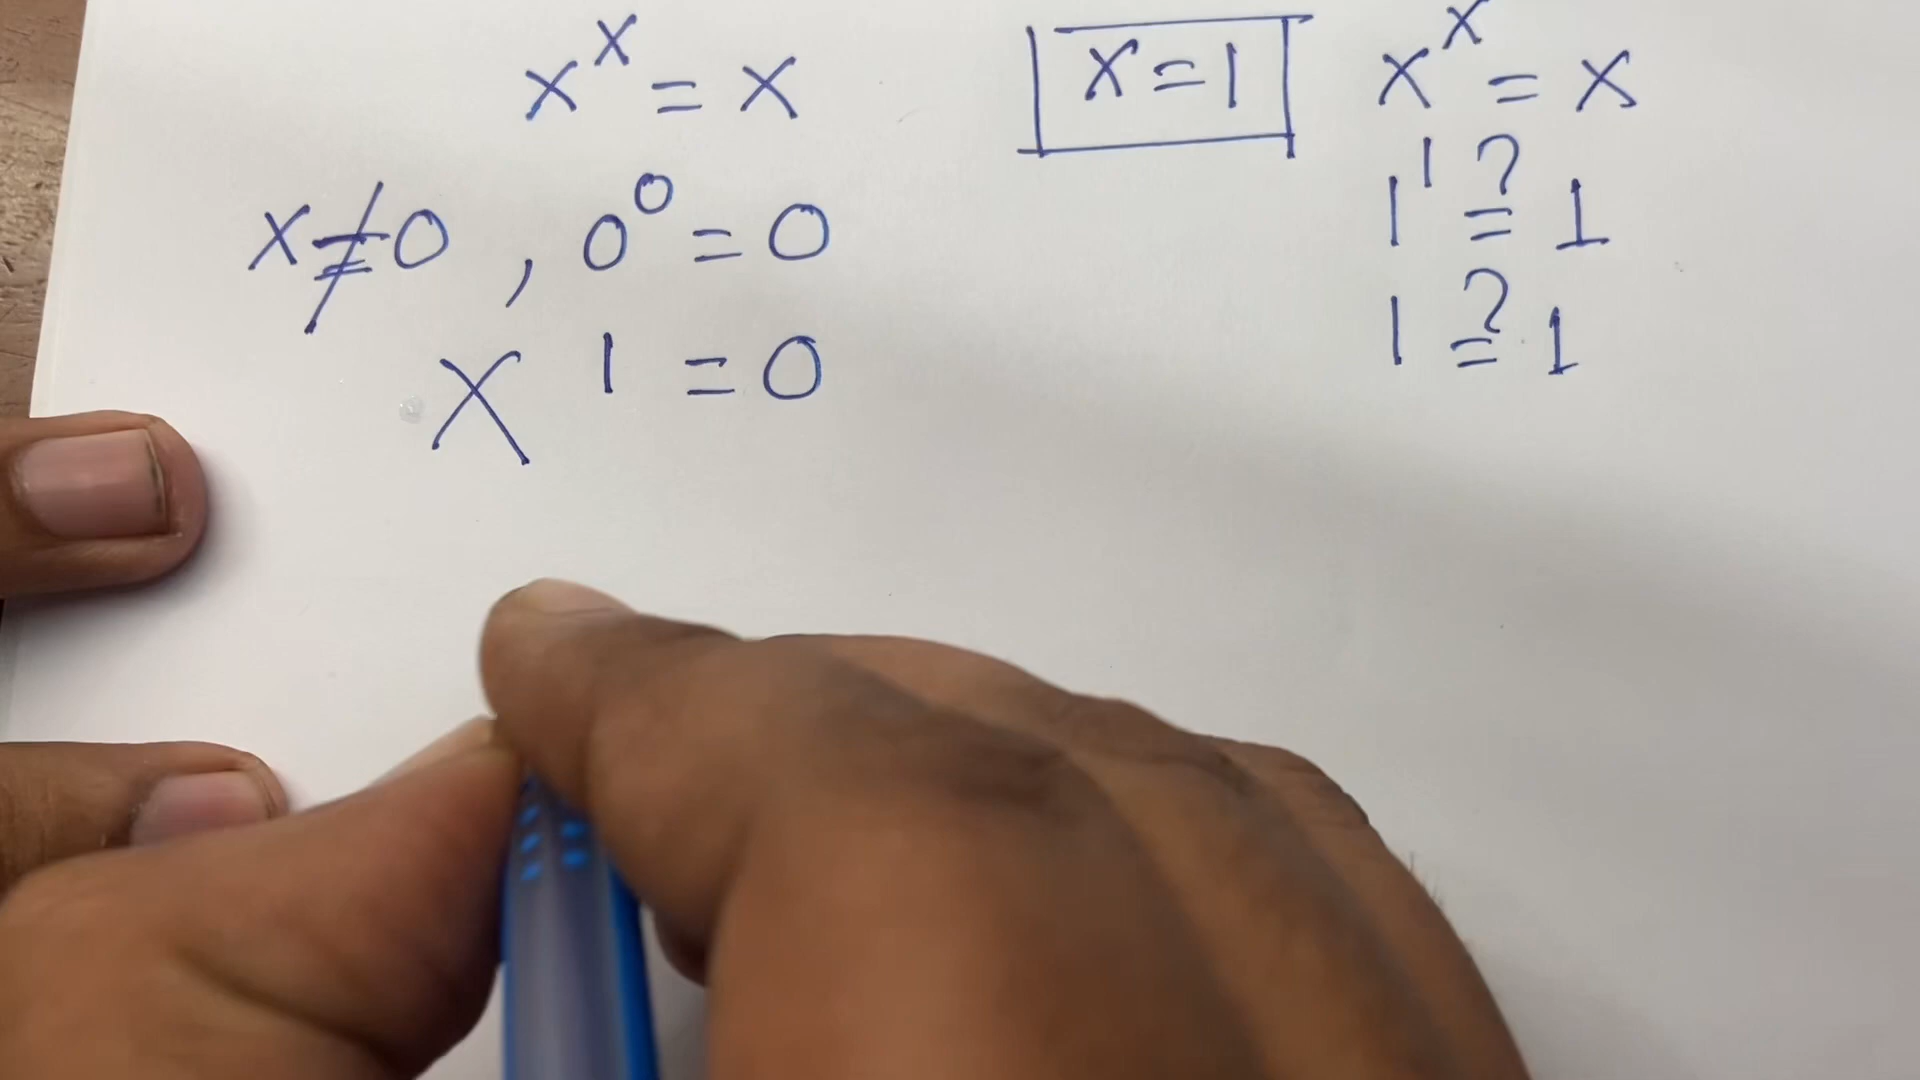 x^x = x
x ≠ 0 , 0^0 = 0
X 1 = 0
x = 1
x^x = x
1^1 ?= 1
1 ?= 1